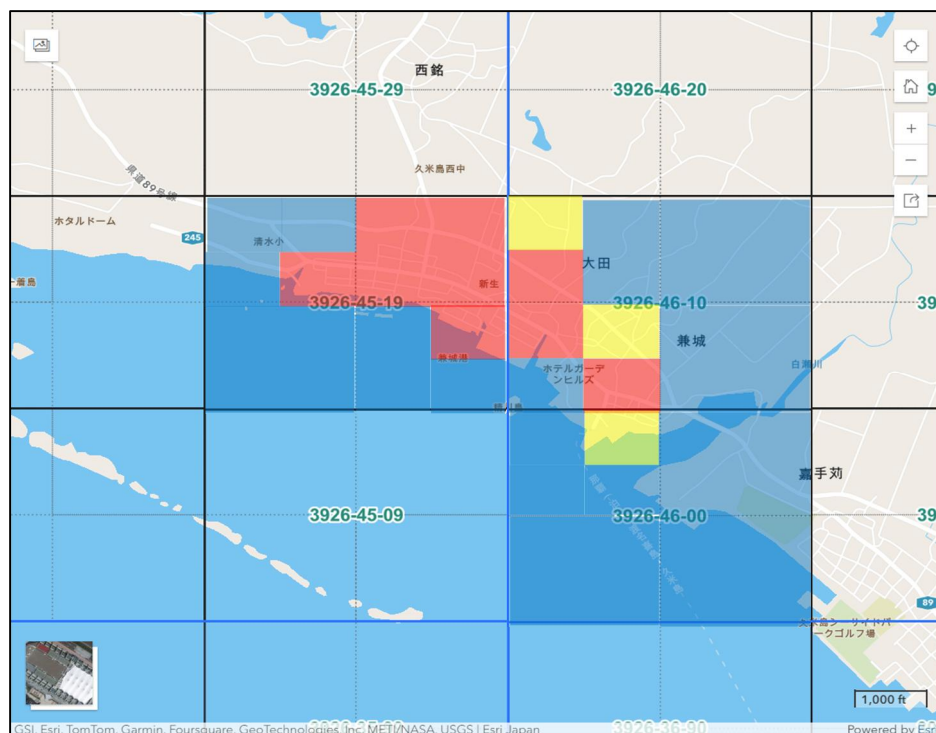 西銘
3926-45-29
3926-46-20
久米島西中
県道89号線
ホタルドーム
245
清水小
大田
新生
3926-45-19
3926-46-10
兼城
白瀬川
兼城港
ホテルガーデ
ンヒルズ
嘉手苅
3926-45-09
3926-46-00
89
久米島シーサイドパ
ークゴルフ場
1,000 ft
3926-36-90
GSI, Esri, TomTom, Garmin, Foursquare, GeoTechnologies, Inc, METI/NASA, USGS | Esri Japan
Powered by Esri